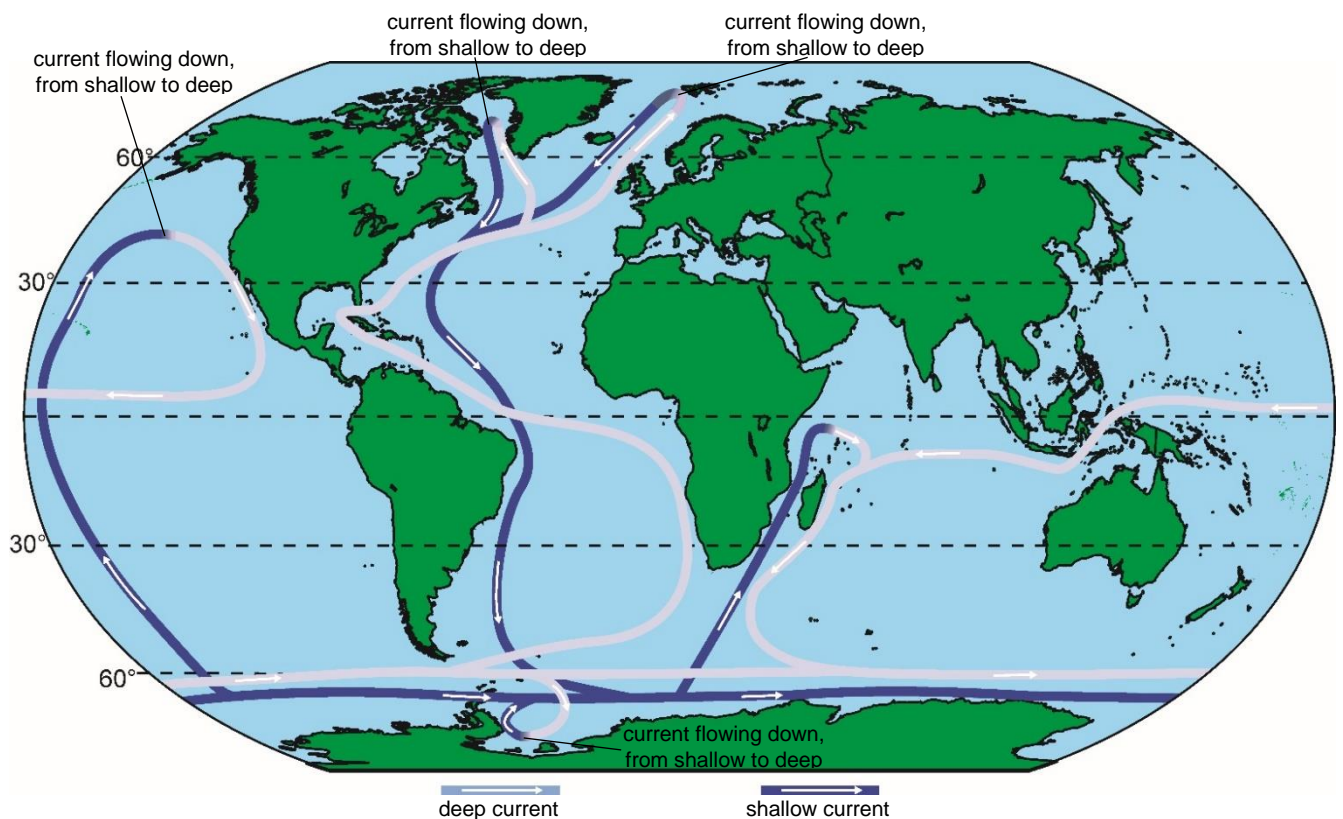 current flowing down,
from shallow to deep
current flowing down,
from shallow to deep
current flowing down,
from shallow to deep
60°
30°
30°
60°
current flowing down,
from shallow to deep
deep current
shallow current